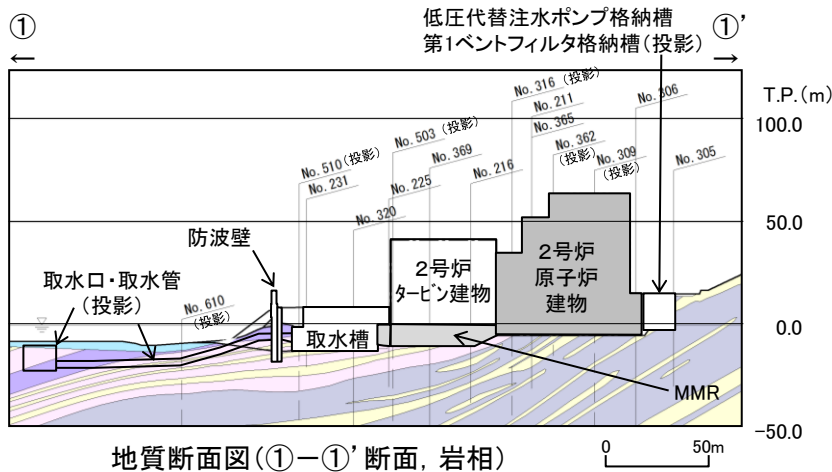 ①
①’
低圧代替注水ポンプ格納槽
第1ベントフィルタ格納槽(投影)
T.P.(m)
100.0
50.0
0.0
-50.0
No. 316 (投影)
No. 211
No. 365
No. 362
(投影)
No. 309
(投影)
No. 306
No. 305
No. 503 (投影)
No. 369
No. 216
No. 225
No. 510 (投影)
No. 231
No. 320
防波壁
取水口・取水管
(投影)
No. 610
(投影)
取水槽
2号炉
タービン建物
2号炉
原子炉
建物
MMR
地質断面図(①-①’断面, 岩相)
0
50m